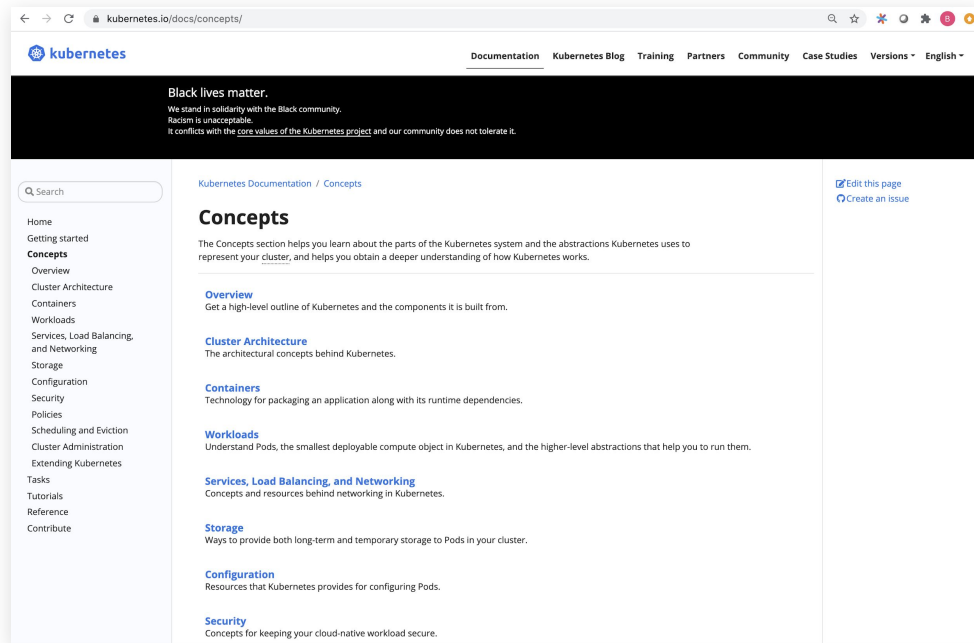 kubernetes.io/docs/concepts/
B
kubernetes
Documentation Kubernetes Blog Training Partners Community Case Studies Versions English
Black lives matter.
We stand in solidarity with the Black community.
Racism is unacceptable.
It conflicts with the core values of the Kubernetes project and our community does not tolerate it.
Search
Home
Getting started
Concepts
Overview
Cluster Architecture
Containers
Workloads
Services, Load Balancing,
and Networking
Storage
Configuration
Security
Policies
Scheduling and Eviction
Cluster Administration
Extending Kubernetes
Tasks
Tutorials
Reference
Contribute
Kubernetes Documentation / Concepts
Concepts
The Concepts section helps you learn about the parts of the Kubernetes system and the abstractions Kubernetes uses to
represent your cluster, and helps you obtain a deeper understanding of how Kubernetes works.
Overview
Get a high-level outline of Kubernetes and the components it is built from.
Cluster Architecture
The architectural concepts behind Kubernetes.
Containers
Technology for packaging an application along with its runtime dependencies.
Workloads
Understand Pods, the smallest deployable compute object in Kubernetes, and the higher-level abstractions that help you to run them.
Services, Load Balancing, and Networking
Concepts and resources behind networking in Kubernetes.
Storage
Ways to provide both long-term and temporary storage to Pods in your cluster.
Configuration
Resources that Kubernetes provides for configuring Pods.
Security
Concepts for keeping your cloud-native workload secure.
Edit this page
Create an issue